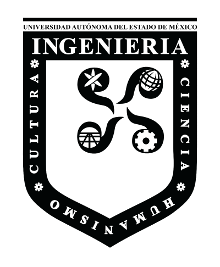 UNIVERSIDAD AUTÓNOMA DEL ESTADO DE MÉXICO
INGENIERIA
CULTURA
HUMANISMO
CIENCIA